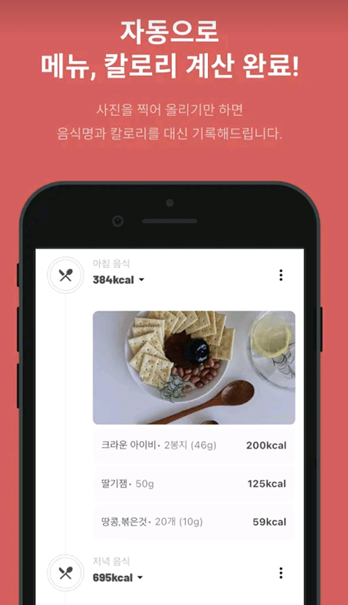 자동으로
메뉴, 칼로리 계산 완료!
사진을 찍어 올리기만 하면
음식명과 칼로리를 대신 기록해드립니다.
아침 음식
384kcal
크라운 아이비• 2봉지 (46g) 200kcal
딸기잼• 50g 125kcal
땅콩,볶은것• 20개 (10g) 59kcal
저녁 음식
695kcal